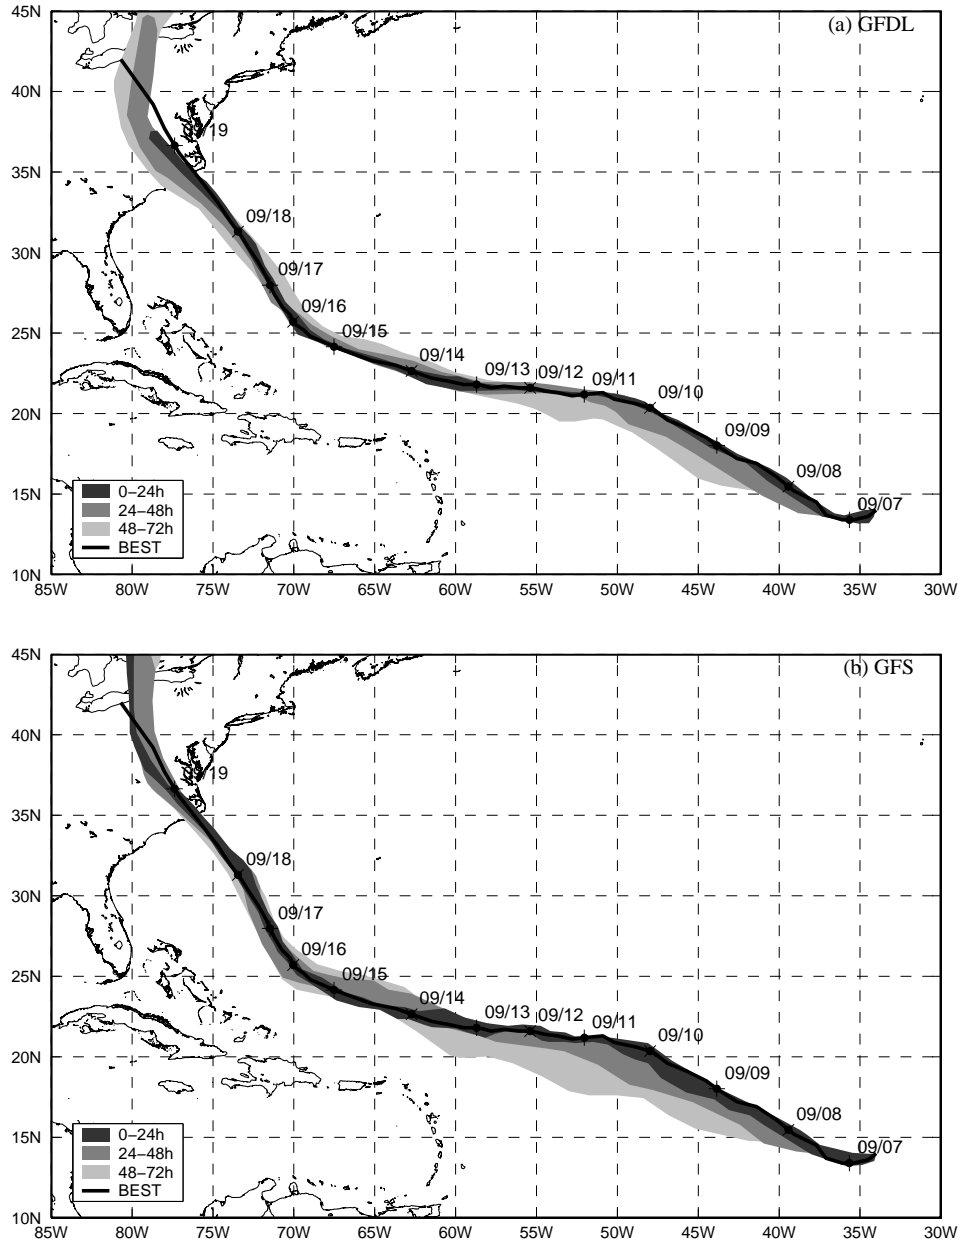 45N
(a) GFDL
40N
09/19
35N
09/18
30N
09/17
09/16
25N
09/15
09/14
09/13
09/12
09/11
09/10
20N
09/09
09/08
15N
09/07
0–24h
24–48h
48–72h
BEST
10N
85W 80W 75W 70W 65W 60W 55W 50W 45W 40W 35W 30W
45N
(b) GFS
40N
09/19
35N
09/18
30N
09/17
09/16
25N
09/15
09/14
09/13
09/12
09/11
09/10
20N
09/09
09/08
15N
09/07
0–24h
24–48h
48–72h
BEST
10N
85W 80W 75W 70W 65W 60W 55W 50W 45W 40W 35W 30W